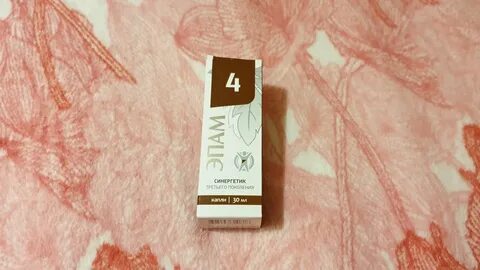 4
ЭПАМ
СИНЕРГЕТИК
ТРЕТЬЕГО ПОКОЛЕНИЯ
капли | 30 мл